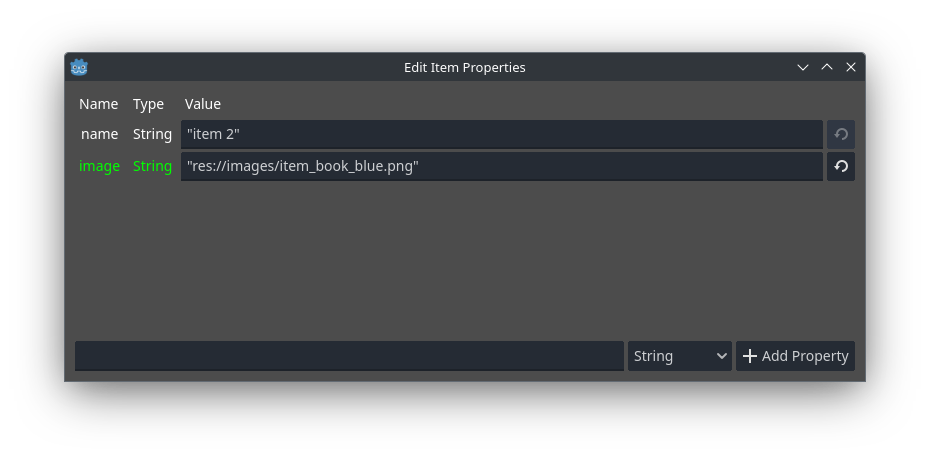 Edit Item Properties
Name Type Value
name String "item 2"
image String "res://images/item_book_blue.png"
String Add Property